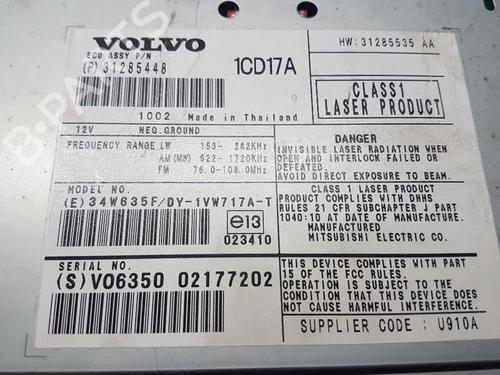 VOLVO
ECU ASSY P/N
(P) 31285448
1CD17A
HW: 31285535 AA
1002 Made in Thailand
CLASS1
LASER PRODUCT
12V NEG.GROUND
FREQUENCY RANGE LW 153- 282KHz
AM (MW) 522- 1720KHz
FM 76.0-108.0MHz
DANGER
INVISIBLE LASER RADIATION WHEN
OPEN AND INTERLOCK FAILED OR
DEFEATED.
AVOID DIRECT EXPOSURE TO BEAM.
MODEL NO.
(E) 34W635F/DY-1VW717A-T
e13
023410
CLASS 1 LASER PRODUCT
PRODUCT COMPLIES WITH DHHS
RULES 21 CFR SUBCHAPTER J PART
1040:10 AT DATE OF MANUFACTURE.
MANUFACTURED
MITSUBISHI ELECTRIC CO.
SERIAL NO.
(S) V06350 02177202
THIS DEVICE COMPLIES WITH PART
15 OF THE FCC RULES.
OPERATION IS SUBJECT TO THE
CONDITION THAT THIS DEVICE DOES
NOT CAUSE HARMFUL INTERFERENCE.
SUPPLIER CODE : U910A
B-PARTS